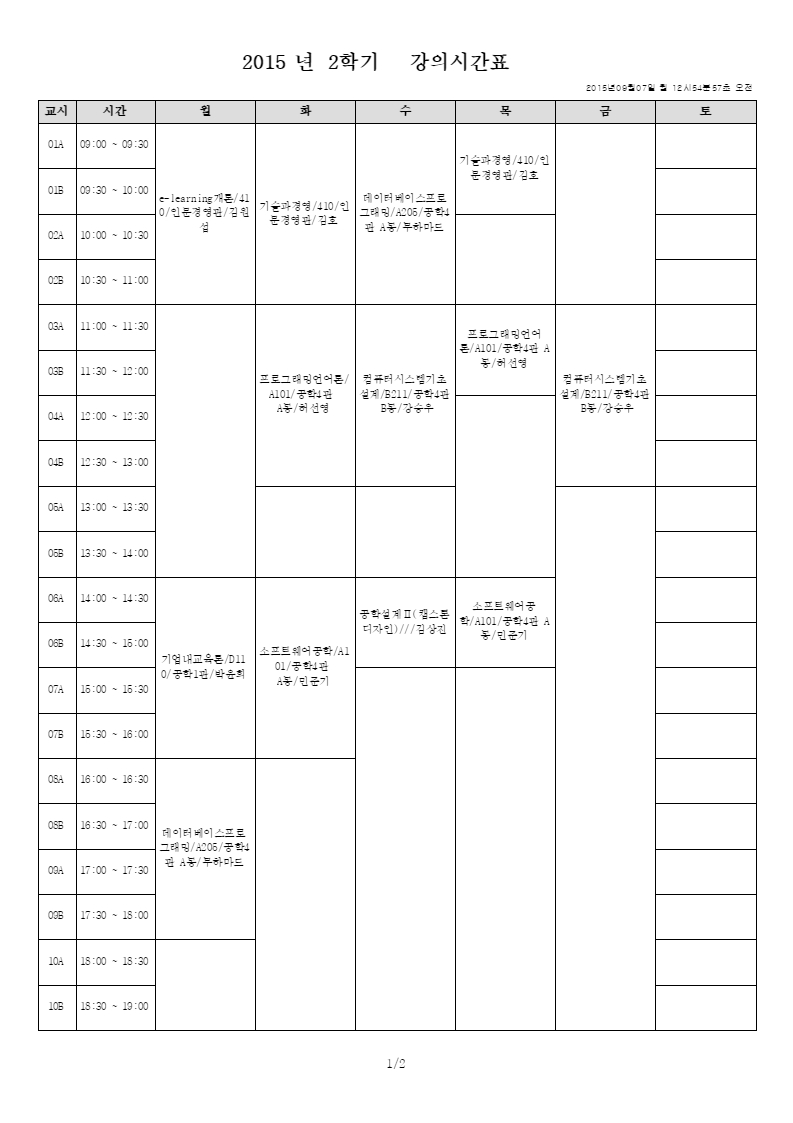 2015 년 2학기 강의시간표
2015년09월07일 월 12시54분57초 오전
교시 시간 월 화 수 목 금 토
01A 09:00 ~ 09:30
기술과경영/410/인
문경영관/김호
01B 09:30 ~ 10:00
e-learning개론/41
0/인문경영관/김원
섭
기술과경영/410/인
문경영관/김호
데이터베이스프로
그래밍/A205/공학4
관 A동/무하마드
02A 10:00 ~ 10:30
02B 10:30 ~ 11:00
03A 11:00 ~ 11:30
프로그래밍언어
론/A101/공학4관 A
동/허선영
03B 11:30 ~ 12:00
프로그래밍언어론/
A101/공학4관
A동/허선영
컴퓨터시스템기초
설계/B211/공학4관
B동/강승우
컴퓨터시스템기초
설계/B211/공학4관
B동/강승우
04A 12:00 ~ 12:30
04B 12:30 ~ 13:00
05A 13:00 ~ 13:30
05B 13:30 ~ 14:00
06A 14:00 ~ 14:30
공학설계Ⅱ(캡스톤
디자인)///김상진
소프트웨어공
학/A101/공학4관 A
동/민준기
06B 14:30 ~ 15:00
기업내교육론/D11
0/공학1관/박윤희
소프트웨어공학/A1
01/공학4관
A동/민준기
07A 15:00 ~ 15:30
07B 15:30 ~ 16:00
08A 16:00 ~ 16:30
08B 16:30 ~ 17:00
데이터베이스프로
그래밍/A205/공학4
관 A동/무하마드
09A 17:00 ~ 17:30
09B 17:30 ~ 18:00
10A 18:00 ~ 18:30
10B 18:30 ~ 19:00
1/2